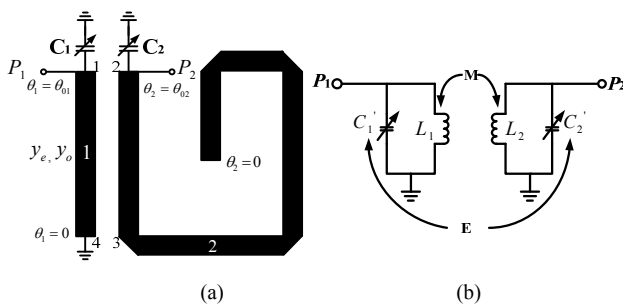 C₁ C₂
P₁ 1 2 P₂
θ₁ = θ₀₁ θ₂ = θ₀₂
yₑ, yₒ 1
θ₂ = 0
θ₁ = 0
4 3 2
(a)
P₁ M P₂
C₁' L₁ L₂ C₂'
E
(b)